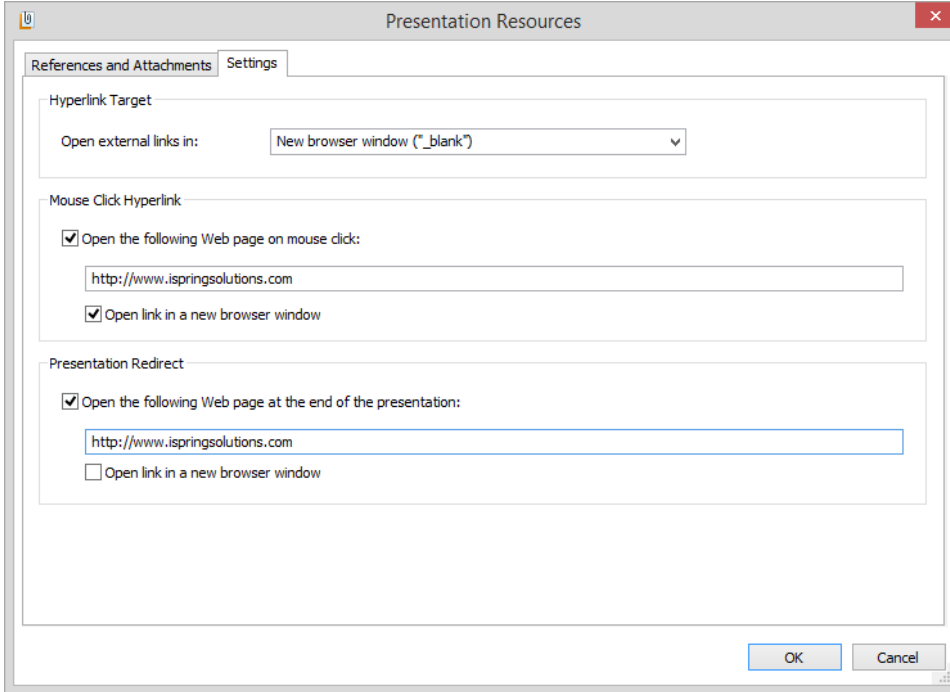 Presentation Resources
References and Attachments Settings
Hyperlink Target
Open external links in: New browser window ("_blank")
Mouse Click Hyperlink
Open the following Web page on mouse click:
http://www.ispringsolutions.com
Open link in a new browser window
Presentation Redirect
Open the following Web page at the end of the presentation:
http://www.ispringsolutions.com
Open link in a new browser window
OK Cancel